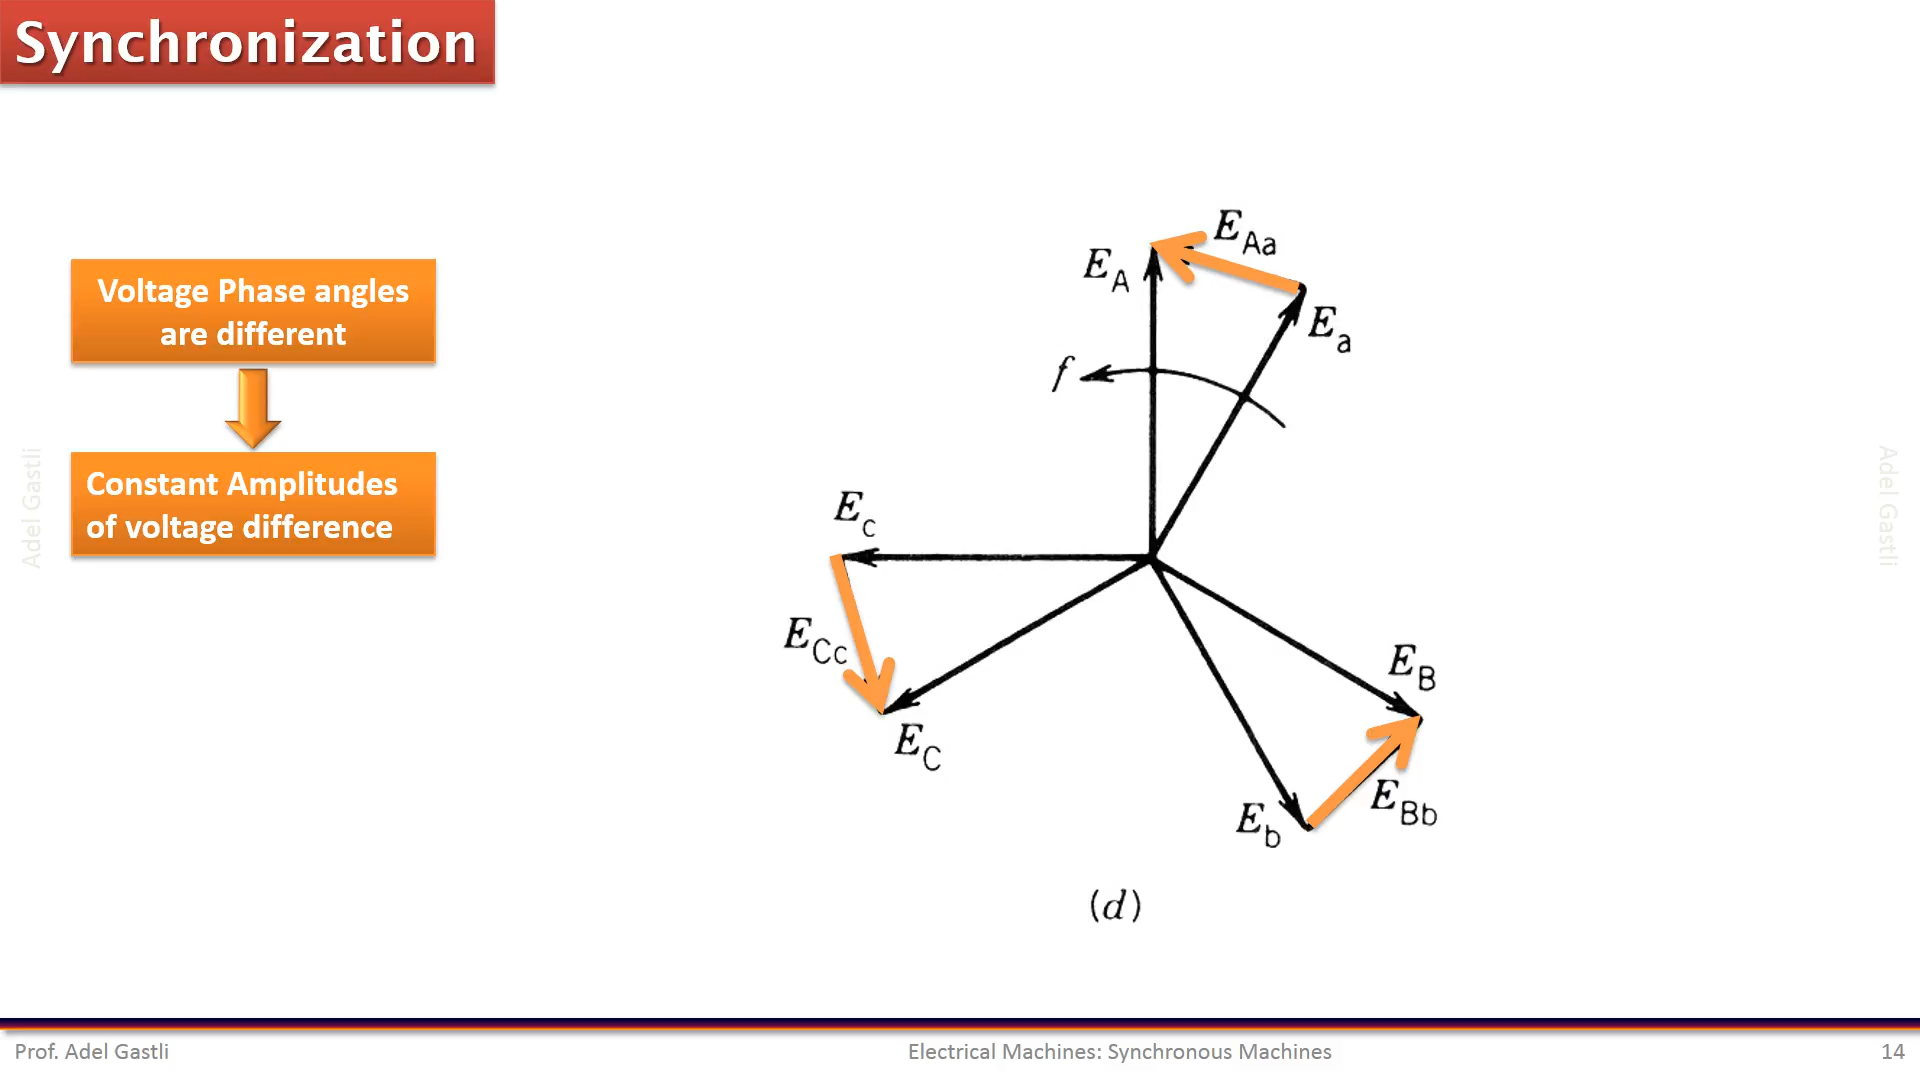 Synchronization
Voltage Phase angles
are different
Constant Amplitudes
of voltage difference
Adel Gastli
E_Aa
E_A
E_a
f
E_c
E_Cc
E_C
E_B
E_Bb
E_b
(d)
Adel Gastli
Prof. Adel Gastli
Electrical Machines: Synchronous Machines
14